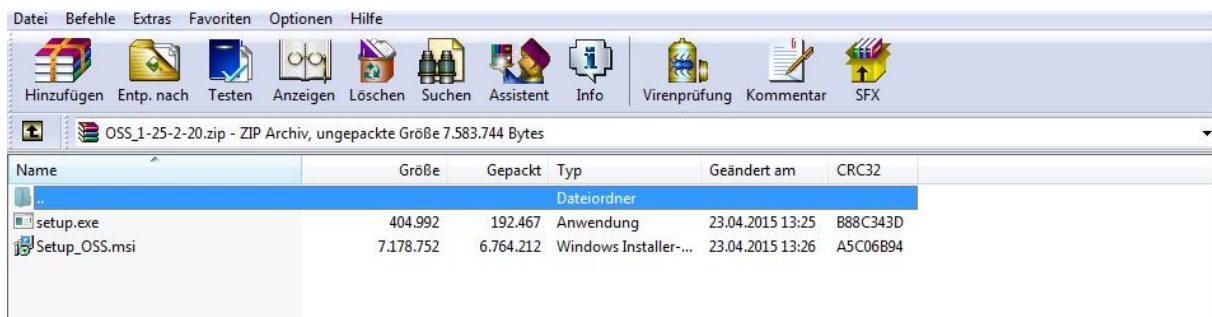 Datei Befehle Extras Favoriten Optionen Hilfe
Hinzufügen Entp. nach Testen Anzeigen Löschen Suchen Assistent Info Virenprüfung Kommentar SFX
OSS_1-25-2-20.zip - ZIP Archiv, ungepackte Größe 7.583.744 Bytes
Name Größe Gepackt Typ Geändert am CRC32
.. Dateiordner
setup.exe 404.992 192.467 Anwendung 23.04.2015 13:25 B88C343D
Setup_OSS.msi 7.178.752 6.764.212 Windows Installer-... 23.04.2015 13:26 A5C06B94